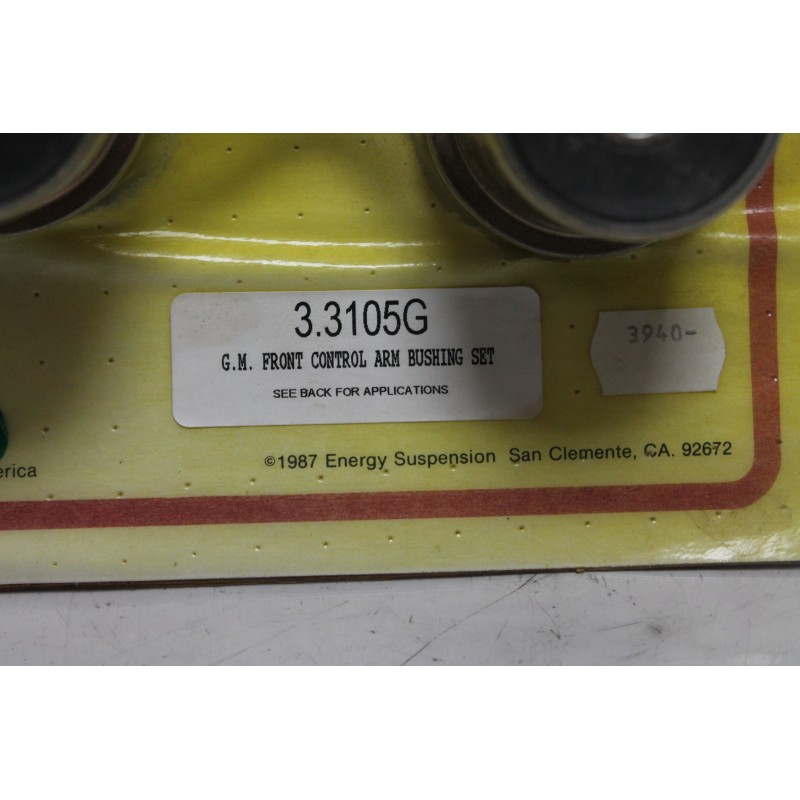 3.3105G
G.M. FRONT CONTROL ARM BUSHING SET
SEE BACK FOR APPLICATIONS
3940-
©1987 Energy Suspension San Clemente, CA. 92672
erica